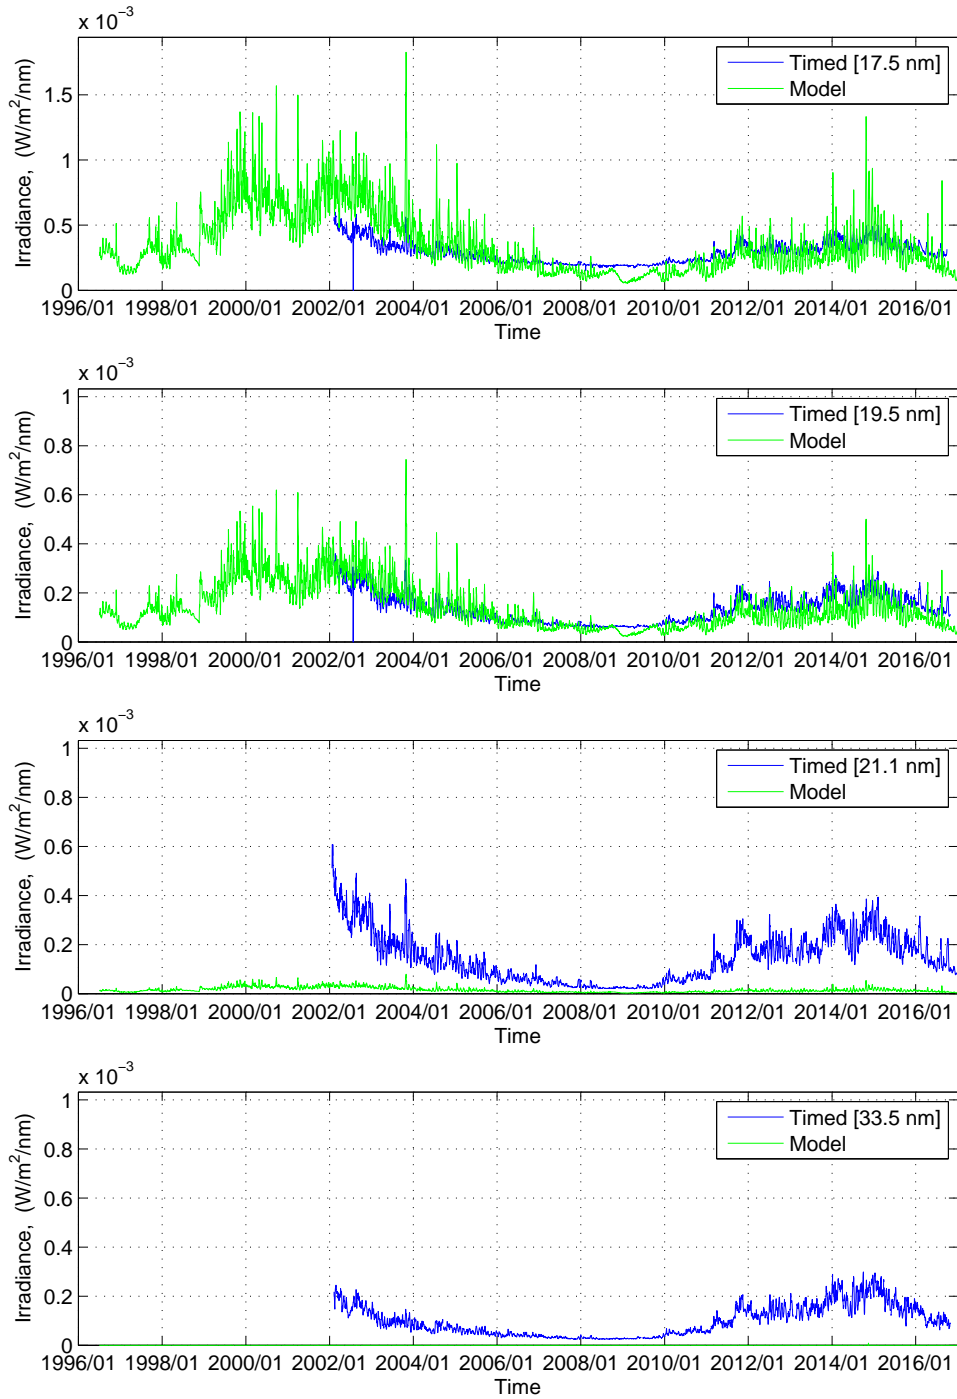 x 10⁻³
Timed [17.5 nm]
Model
1.5
1
0.5
0
Irradiance, (W/m²/nm)
1996/01 1998/01 2000/01 2002/01 2004/01 2006/01 2008/01 2010/01 2012/01 2014/01 2016/01
Time
x 10⁻³
Timed [19.5 nm]
Model
1
0.8
0.6
0.4
0.2
0
Irradiance, (W/m²/nm)
1996/01 1998/01 2000/01 2002/01 2004/01 2006/01 2008/01 2010/01 2012/01 2014/01 2016/01
Time
x 10⁻³
Timed [21.1 nm]
Model
1
0.8
0.6
0.4
0.2
0
Irradiance, (W/m²/nm)
1996/01 1998/01 2000/01 2002/01 2004/01 2006/01 2008/01 2010/01 2012/01 2014/01 2016/01
Time
x 10⁻³
Timed [33.5 nm]
Model
1
0.8
0.6
0.4
0.2
0
Irradiance, (W/m²/nm)
1996/01 1998/01 2000/01 2002/01 2004/01 2006/01 2008/01 2010/01 2012/01 2014/01 2016/01
Time